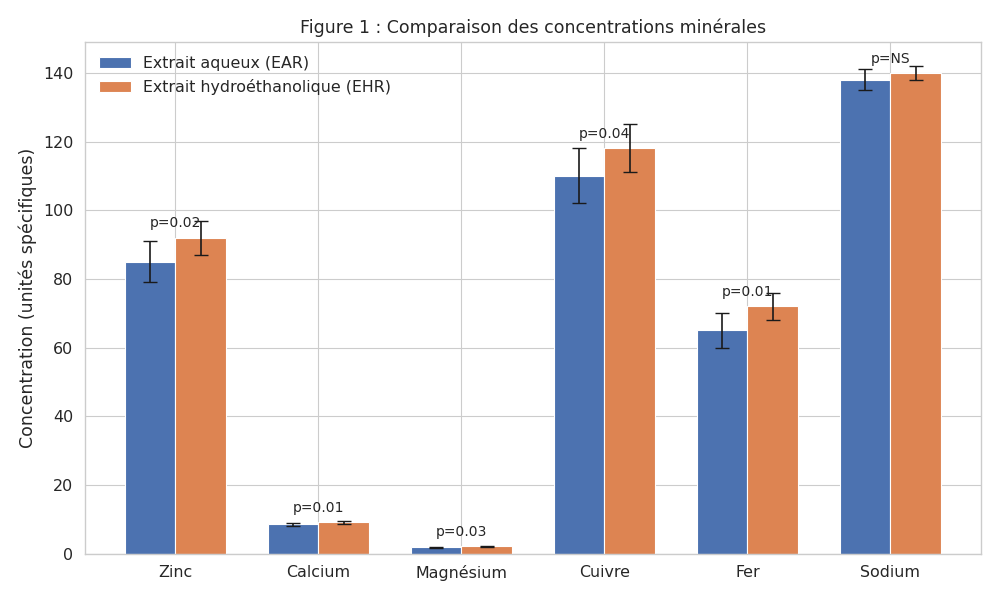 Figure 1 : Comparaison des concentrations minérales
Extrait aqueux (EAR)
Extrait hydroéthanolique (EHR)
Concentration (unités spécifiques)
140
120
100
80
60
40
20
0
p=0.02
p=0.01
p=0.03
p=0.04
p=0.01
p=NS
Zinc
Calcium
Magnésium
Cuivre
Fer
Sodium